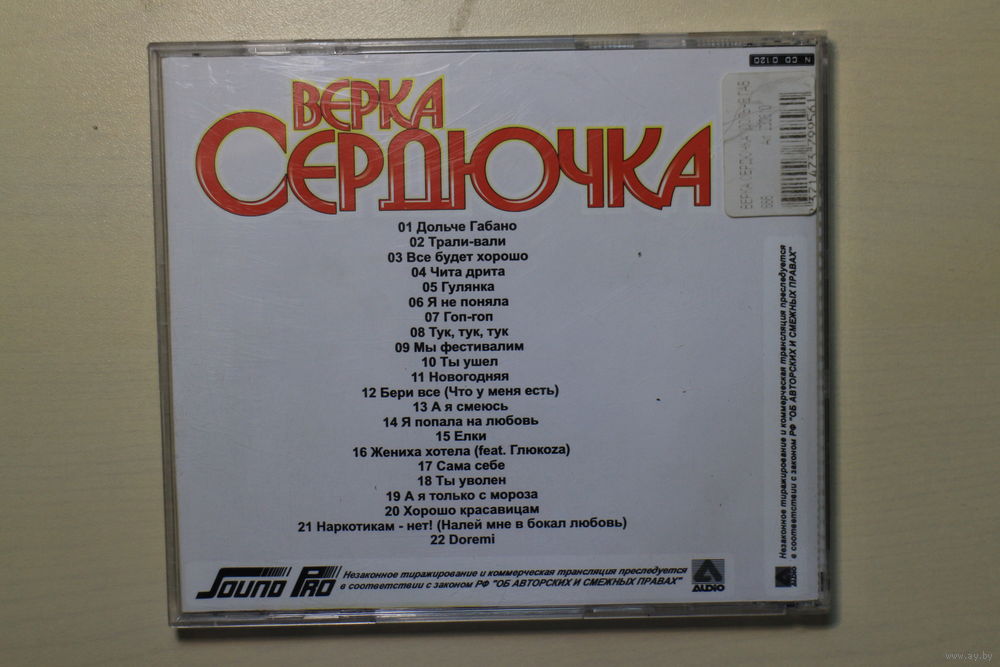 ВЕРКА
СЕРДЮЧКА
01 Дольче Габано
02 Трали-вали
03 Все будет хорошо
04 Чита дрита
05 Гулянка
06 Я не поняла
07 Гоп-гоп
08 Тук, тук, тук
09 Мы фестивалим
10 Ты ушел
11 Новогодняя
12 Бери все (Что у меня есть)
13 А я смеюсь
14 Я попала на любовь
15 Елки
16 Жениха хотела (feat. Глюкоza)
17 Сама себе
18 Ты уволен
19 А я только с мороза
20 Хорошо красавицам
21 Наркотикам - нет! (Налей мне в бокал любовь)
22 Doremi
SOUND PRO
Незаконное тиражирование и коммерческая трансляция преследуется
в соответствии с законом РФ "ОБ АВТОРСКИХ И СМЕЖНЫХ ПРАВАХ"
AUDIO
N CD 0120
ВЕРКА СЕРДЮЧКА
Незаконное тиражирование и коммерческая трансляция преследуется
в соответствии с законом РФ "ОБ АВТОРСКИХ И СМЕЖНЫХ ПРАВАХ"
AUDIO
www.ay.by